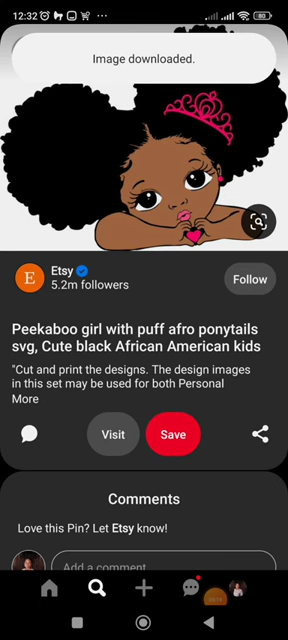 12:32
80
Image downloaded.
E
Etsy
5.2m followers
Follow
Peekaboo girl with puff afro ponytails
svg, Cute black African American kids
"Cut and print the designs. The design images
in this set may be used for both Personal
More
Visit
Save
Comments
Love this Pin? Let Etsy know!
Add a comment